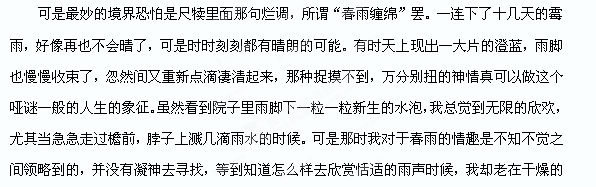 可是最妙的境界恐怕是尺犊里面那句烂调，所谓“春雨缠绵”罢。一连下了十几天的霉
雨，好像再也不会晴了，可是时时刻刻都有晴朗的可能。有时天上现出一大片的澄蓝，雨脚
也慢慢收束了，忽然间又重新点滴凄清起来，那种捉摸不到，万分别扭的神情真可以做这个
哑谜一般的人生的象征。虽然看到院子里雨脚下一粒一粒新生的水泡，我总觉到无限的欣欢，
尤其当急急走过檐前，脖子上溅几滴雨水的时候。可是那时我对于春雨的情趣是不知不觉之
间领略到的，并没有凝神去寻找，等到知道怎么样去欣赏恬适的雨声时候，我却老在干燥的